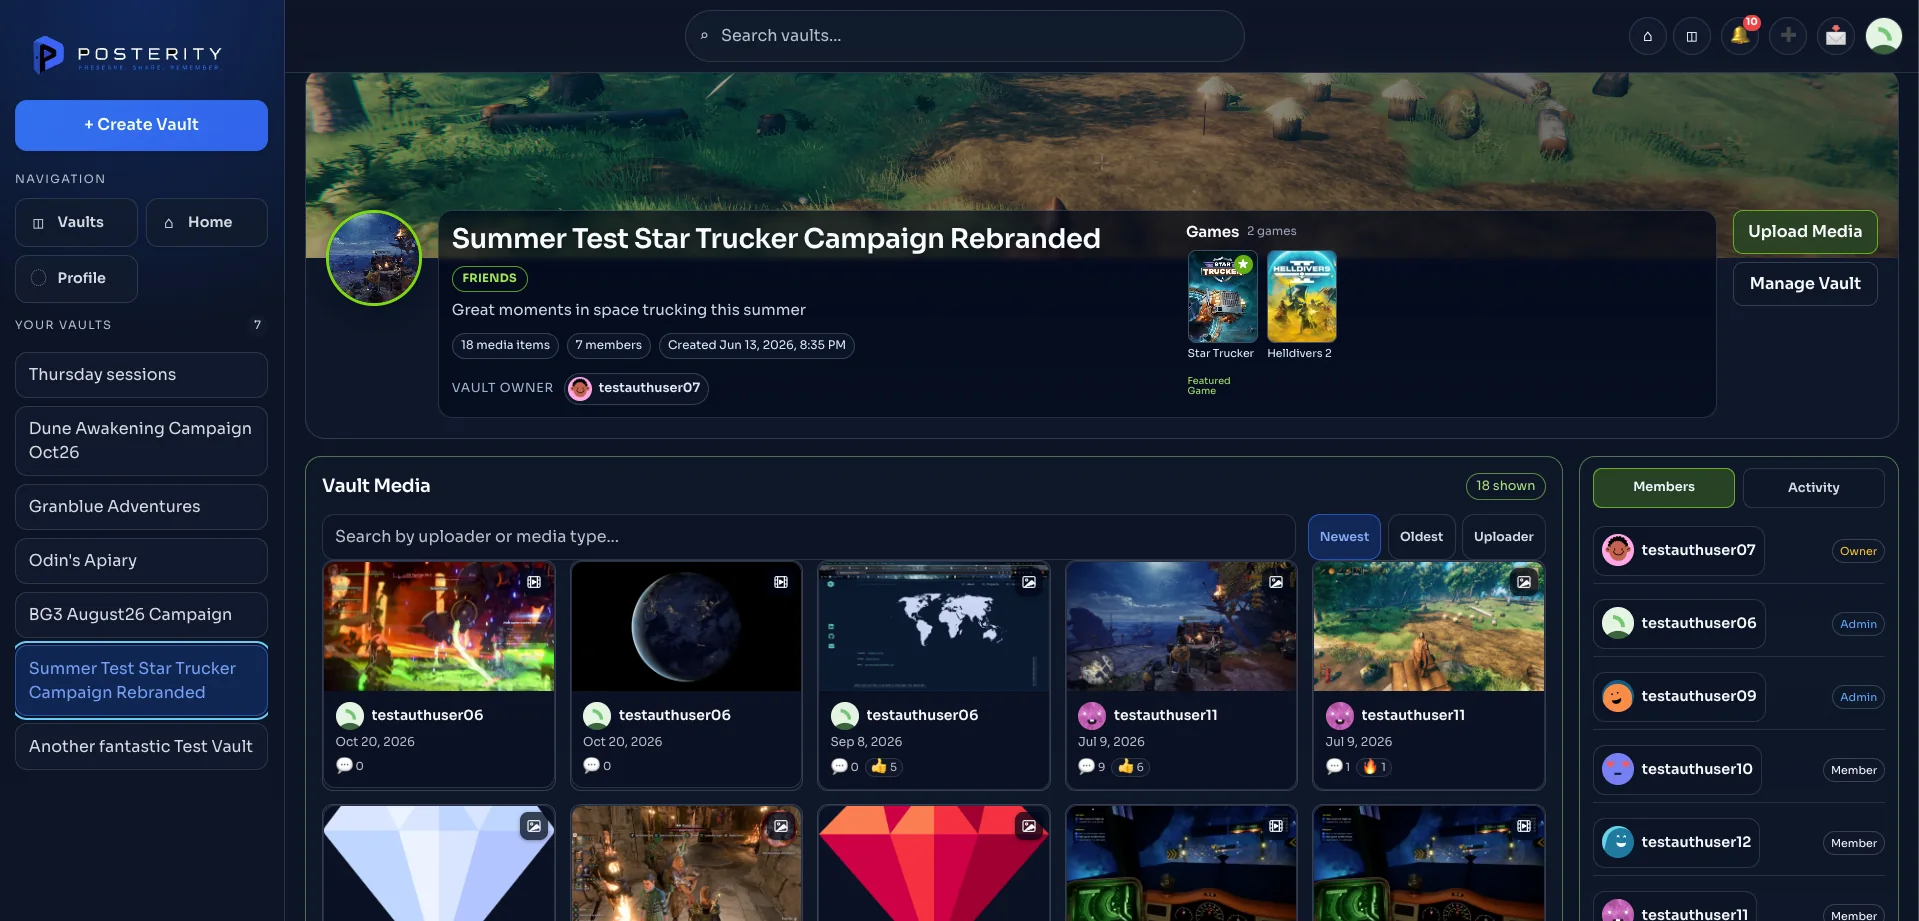 POSTERITY
PRESERVE. SHARE. REMEMBER.
+ Create Vault
NAVIGATION
Vaults
Home
Profile
YOUR VAULTS
7
Thursday sessions
Dune Awakening Campaign
Oct26
Granblue Adventures
Odin's Apiary
BG3 August26 Campaign
Summer Test Star Trucker
Campaign Rebranded
Another fantastic Test Vault
Search vaults...
10
Summer Test Star Trucker Campaign Rebranded
FRIENDS
Great moments in space trucking this summer
18 media items
7 members
Created Jun 13, 2026, 8:35 PM
VAULT OWNER
testauthuser07
Games
2 games
STAR
TRUCKER
HELLDIVERS
Star Trucker
Helldivers 2
Featured
Game
Upload Media
Manage Vault
Vault Media
18 shown
Search by uploader or media type...
Newest
Oldest
Uploader
testauthuser06
Oct 20, 2026
0
testauthuser06
Oct 20, 2026
0
testauthuser06
Sep 8, 2026
0
5
testauthuser11
Jul 9, 2026
9
6
testauthuser11
Jul 9, 2026
1
1
Members
Activity
testauthuser07
Owner
testauthuser06
Admin
testauthuser09
Admin
testauthuser10
Member
testauthuser12
Member
testauthuser11
Member